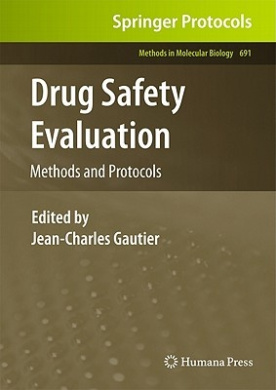 Springer Protocols
Methods in Molecular Biology 691
Drug Safety
Evaluation
Methods and Protocols
Edited by
Jean-Charles Gautier
Humana Press